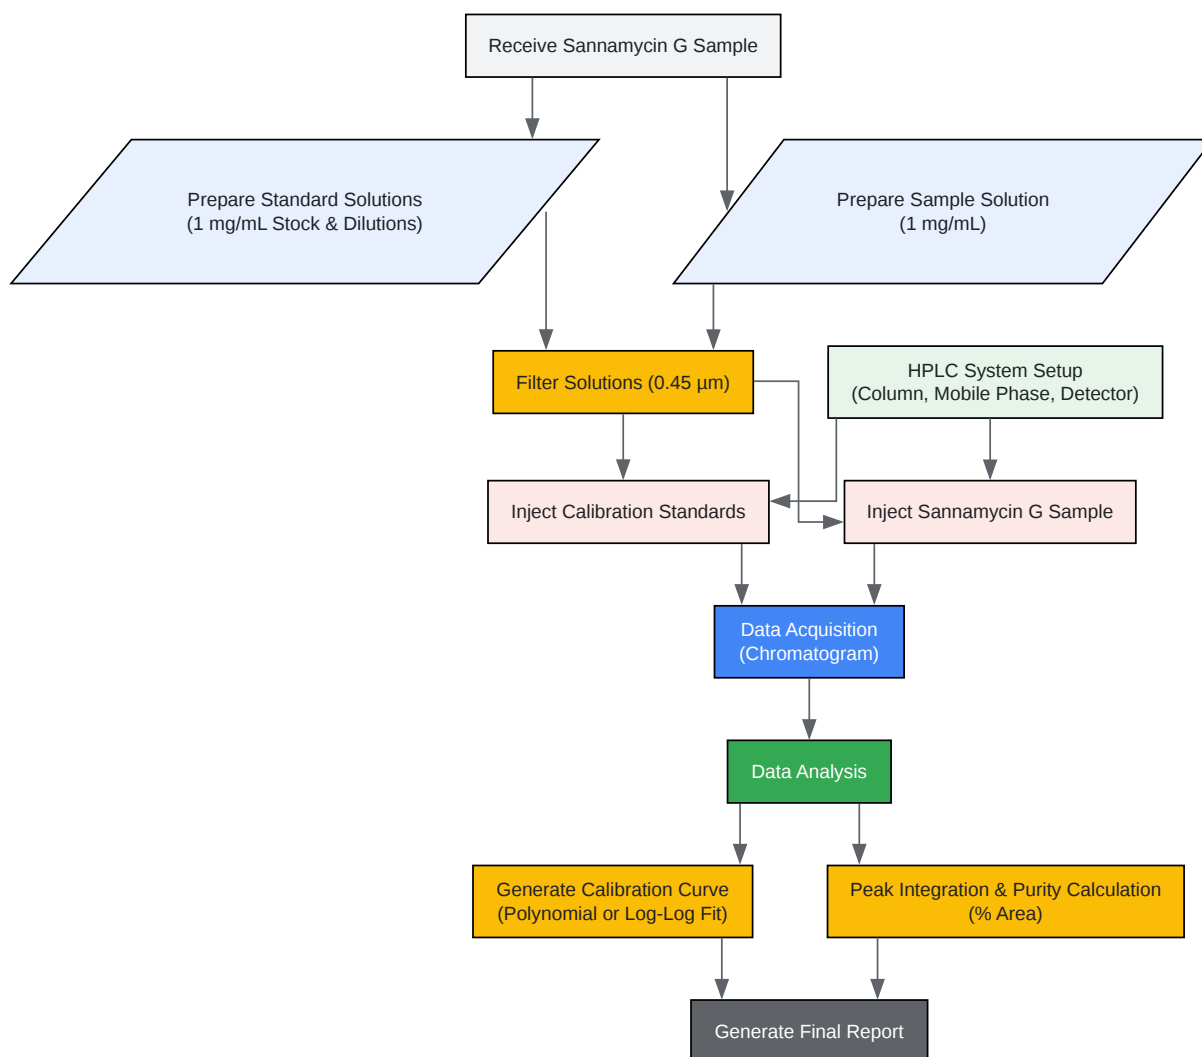 Receive Sannamycin G Sample
Prepare Standard Solutions
(1 mg/mL Stock & Dilutions)
Prepare Sample Solution
(1 mg/mL)
Filter Solutions (0.45 µm)
HPLC System Setup
(Column, Mobile Phase, Detector)
Inject Calibration Standards
Inject Sannamycin G Sample
Data Acquisition
(Chromatogram)
Data Analysis
Generate Calibration Curve
(Polynomial or Log-Log Fit)
Peak Integration & Purity Calculation
(% Area)
Generate Final Report